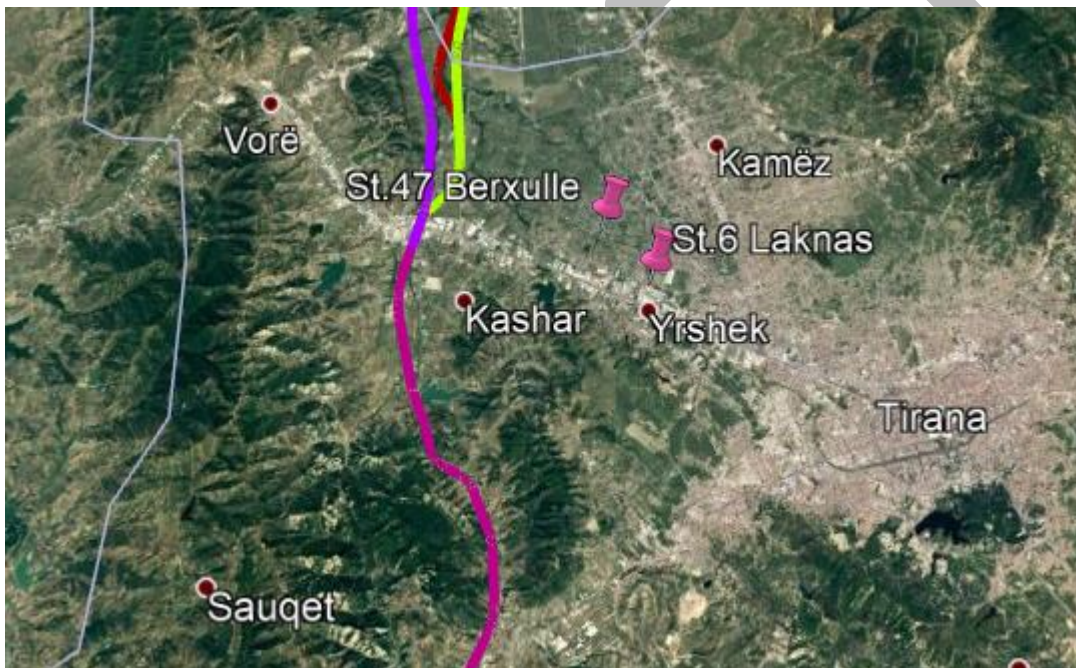 Vorë
Kamëz
St.47 Berxulle
St.6 Laknas
Kashar
Yrshek
Tirana
Sauqet